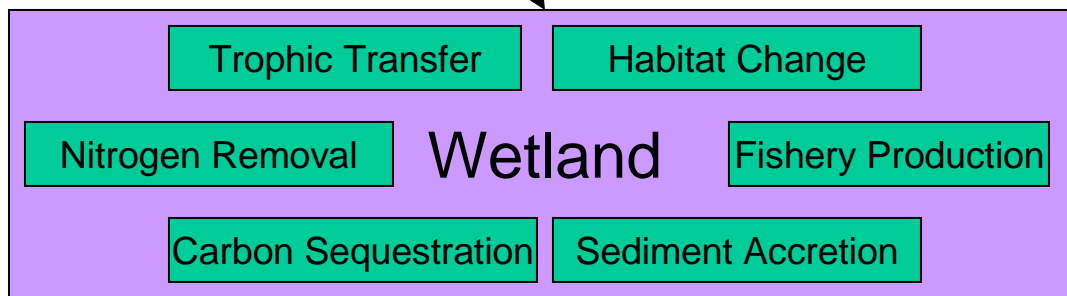 Trophic Transfer
Habitat Change
Nitrogen Removal
Wetland
Fishery Production
Carbon Sequestration
Sediment Accretion